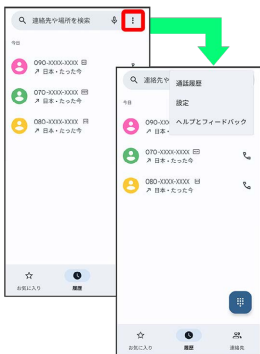 連絡先や場所を検索
今日
090-XXXX-XXXX
日本・たった今
070-XXXX-XXXX
日本・たった今
080-XXXX-XXXX
日本・たった今
お気に入り
履歴
連絡先や
通話履歴
設定
ヘルプとフィードバック
今日
090-XXX
日本・た
070-XXXX-XXXX
日本・たった今
080-XXXX-XXXX
日本・たった今
お気に入り
履歴
連絡先